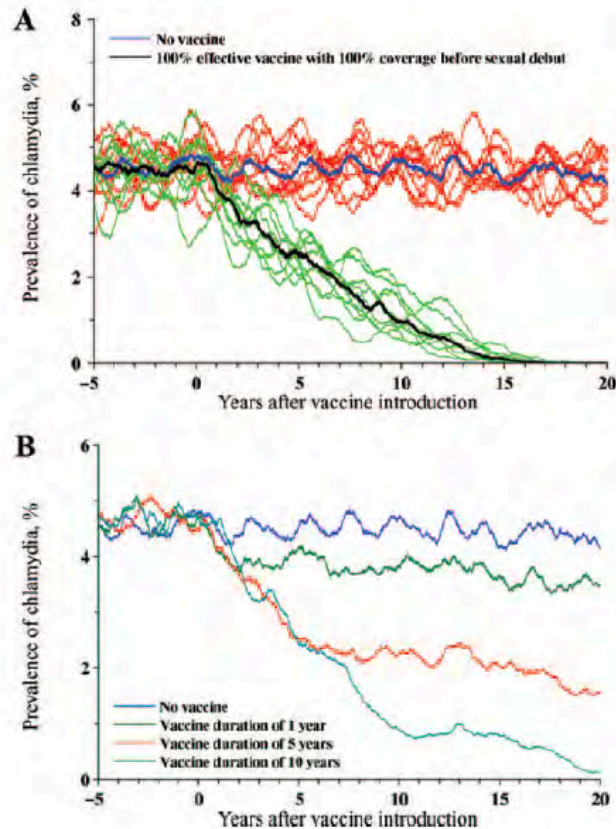 A
8
No vaccine
100% effective vaccine with 100% coverage before sexual debut
6
4
2
0
Prevalence of chlamydia, %
−5 0 5 10 15 20
Years after vaccine introduction
B
6
4
2
0
Prevalence of chlamydia, %
No vaccine
Vaccine duration of 1 year
Vaccine duration of 5 years
Vaccine duration of 10 years
−5 0 5 10 15 20
Years after vaccine introduction